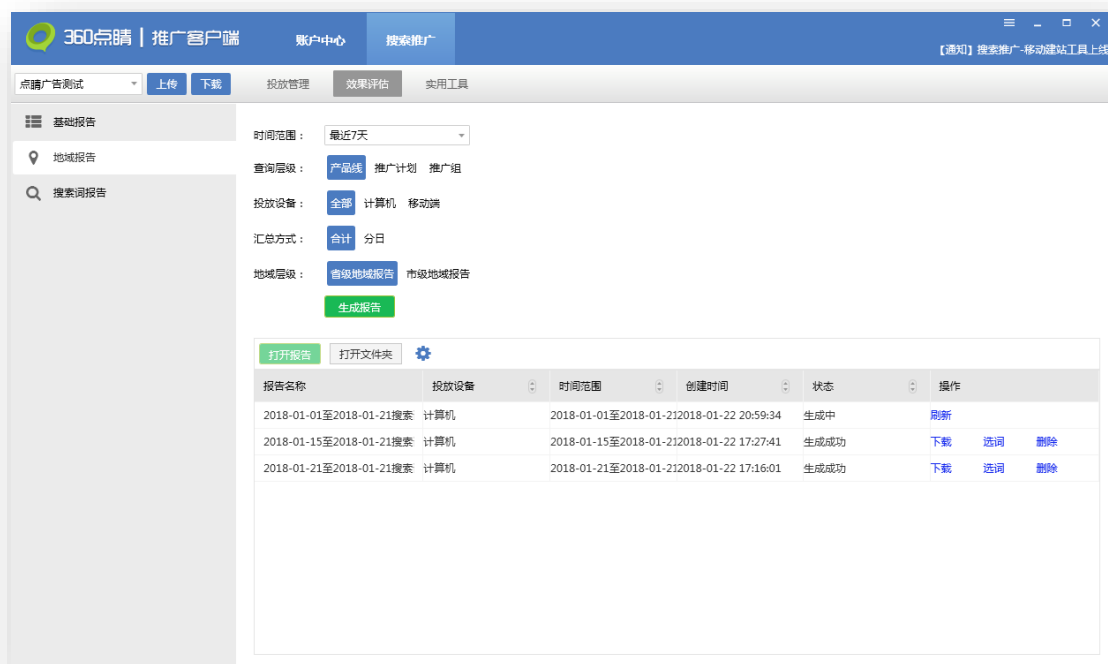 360点睛 | 推广客户端
账户中心 搜索推广
【通知】搜索推广-移动建站工具上线
点睛广告测试 上传 下载 投放管理 效果评估 实用工具
基础报告
地域报告
搜索词报告
时间范围： 最近7天
查询层级： 产品线 推广计划 推广组
投放设备： 全部 计算机 移动端
汇总方式： 合计 分日
地域层级： 省级地域报告 市级地域报告
生成报告
打开报告 打开文件夹
报告名称 投放设备 时间范围 创建时间 状态 操作
2018-01-01至2018-01-21搜索 计算机 2018-01-01至2018-01-21 2018-01-22 20:59:34 生成中 刷新
2018-01-15至2018-01-21搜索 计算机 2018-01-15至2018-01-21 2018-01-22 17:27:41 生成成功 下载 选词 删除
2018-01-21至2018-01-21搜索 计算机 2018-01-21至2018-01-21 2018-01-22 17:16:01 生成成功 下载 选词 删除